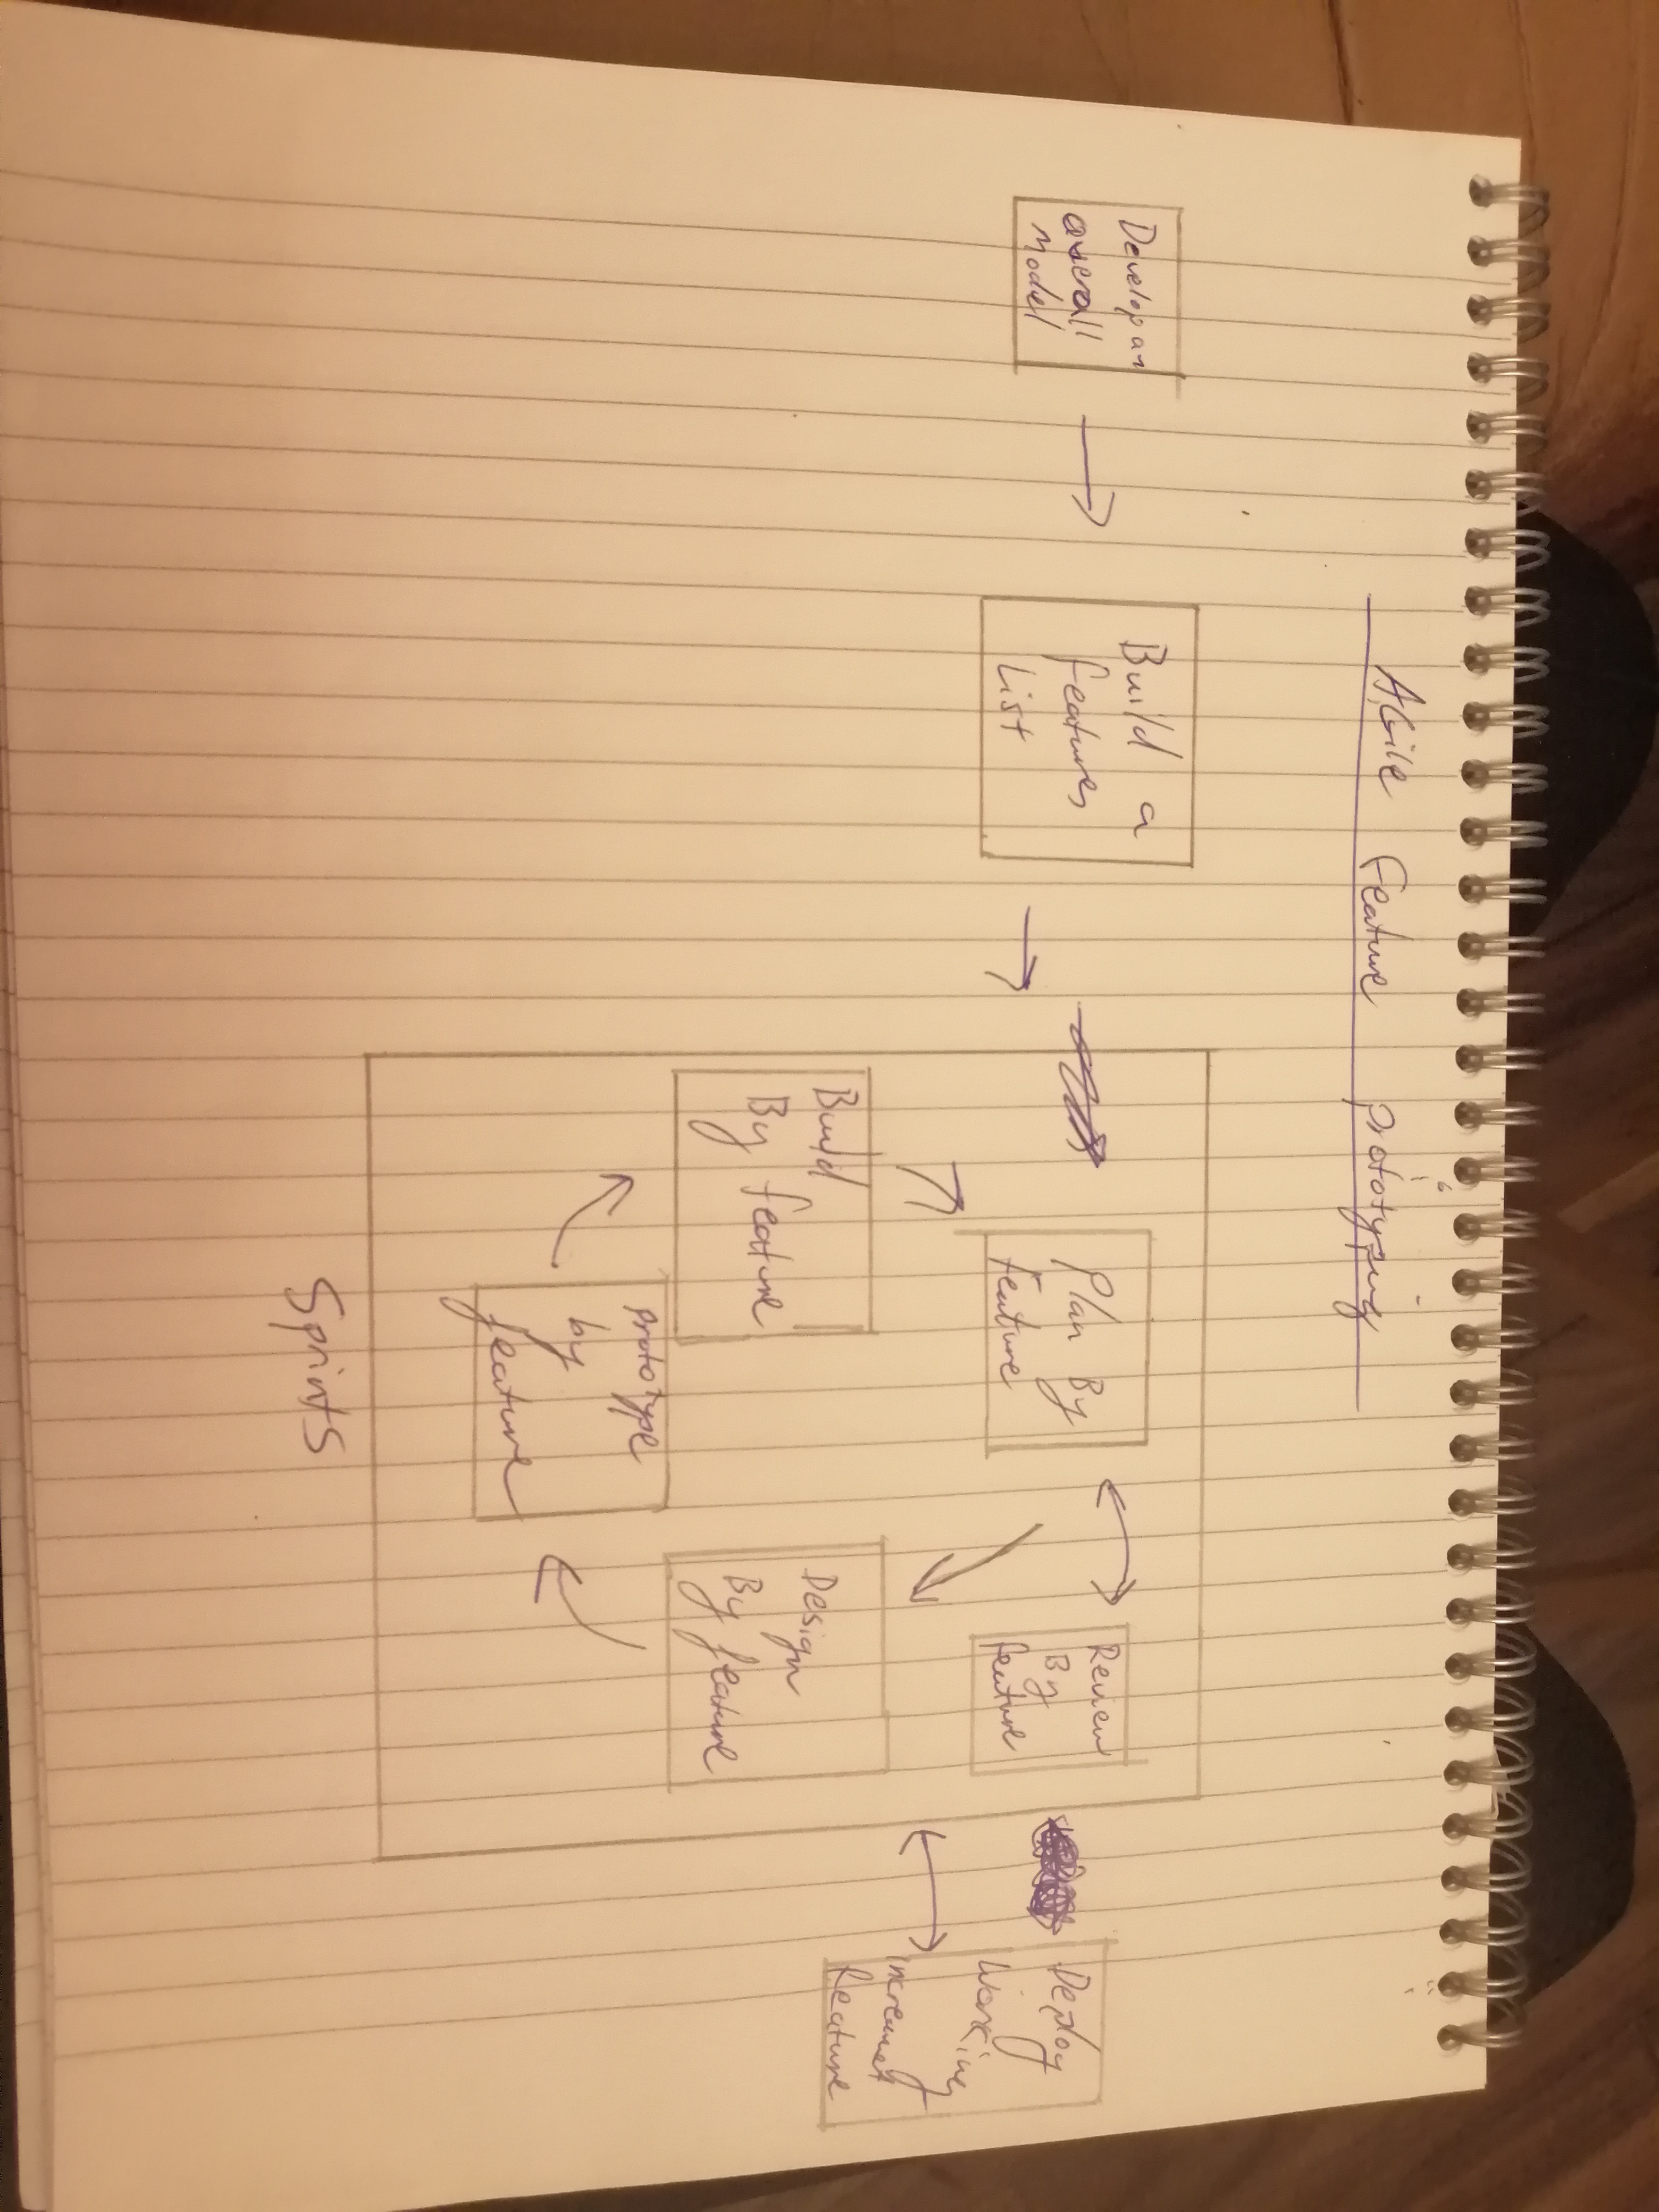 AGile Feature prototyping
Develop an
overall
Model
Build a
features
List
Plan By
Feature
Review
By
feature
Deploy
Working
increment
feature
Build
By feature
Design
By feature
prototype
by
feature
Sprints